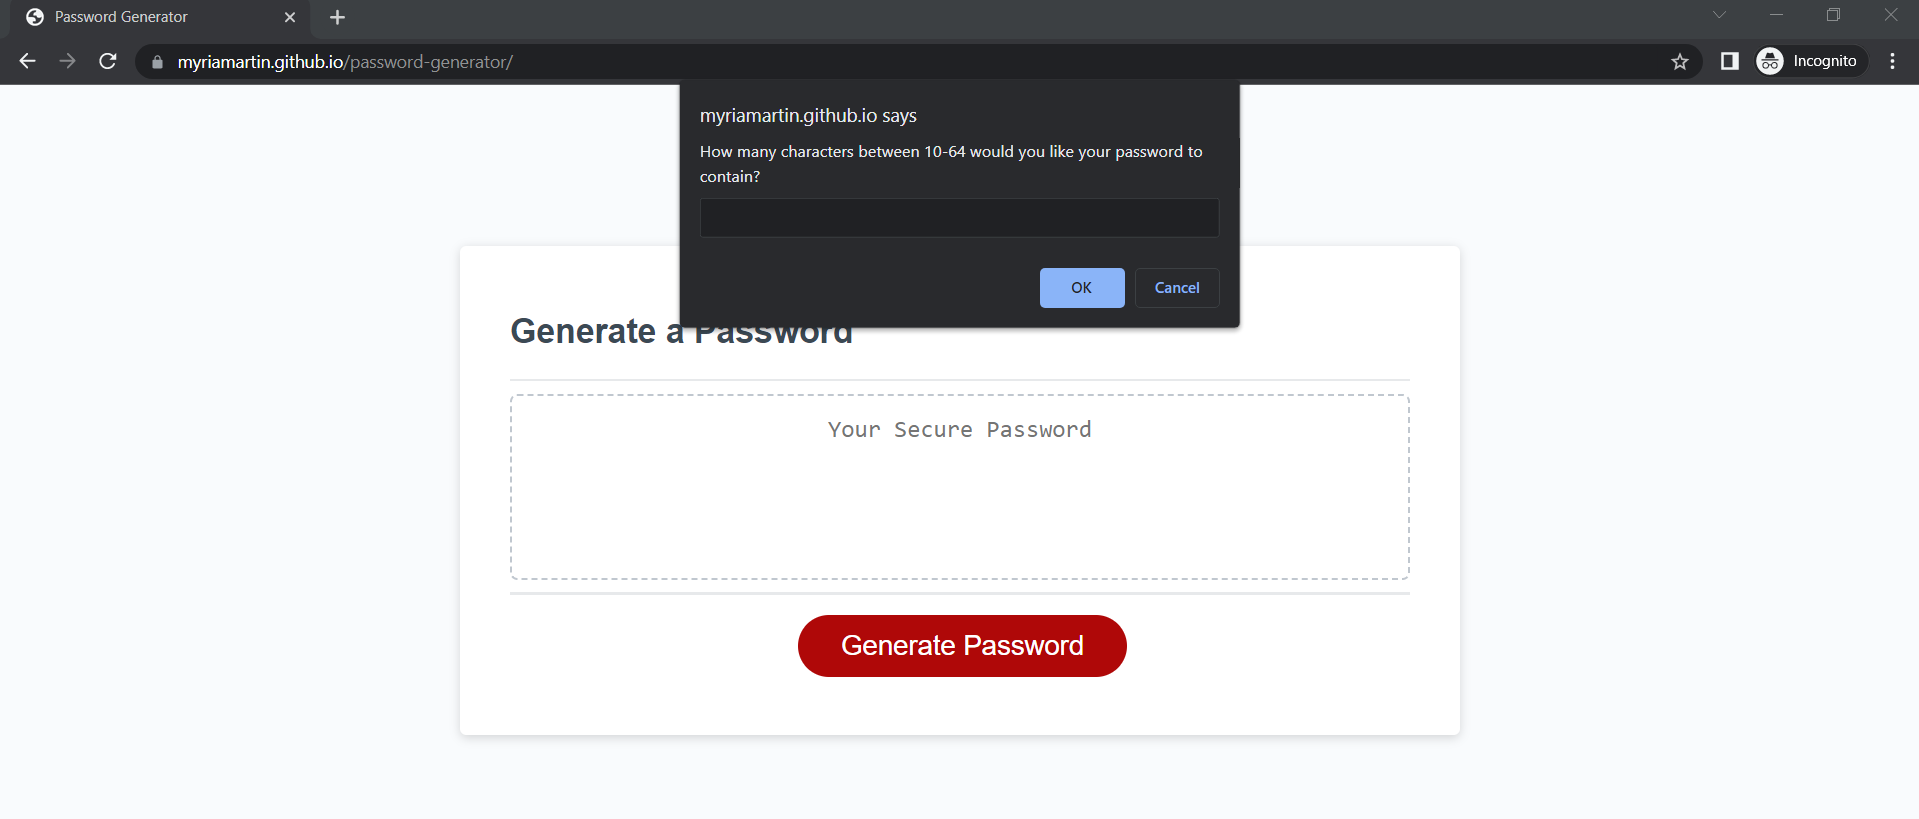 Password Generator
myriamartin.github.io/password-generator/
Incognito
myriamartin.github.io says
How many characters between 10-64 would you like your password to
contain?
OK
Cancel
Generate a Password
Your Secure Password
Generate Password